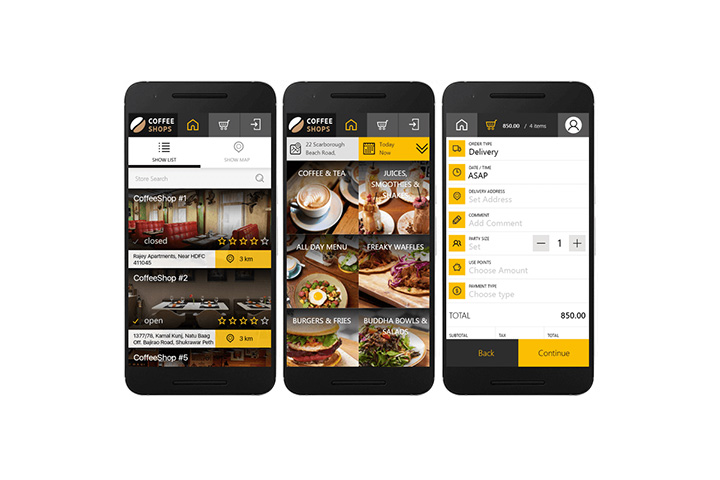 COFFEE
SHOPS
SHOW LIST
SHOW MAP
Store Search
CoffeeShop #1
closed
Rajey Apartments, Near HDFC
411045
3 km
CoffeeShop #2
open
1377/78, Kamal Kunj, Natu Baag
Off. Bajirao Road, Shukrawar Peth
3 km
CoffeeShop #5
COFFEE
SHOPS
22 Scarborough
Beach Road,
Today
Now
COFFEE & TEA
JUICES,
SMOOTHIES &
SHAKES
ALL DAY MENU
FREAKY WAFFLES
BURGERS & FRIES
BUDDHA BOWLS &
SALADS
850.00 / 4 items
ORDER TYPE
Delivery
DATE / TIME
ASAP
DELIVERY ADDRESS
Set Address
COMMENT
Add Comment
PARTY SIZE
Set
1
USE POINTS
Choose Amount
PAYMENT TYPE
Choose type
TOTAL 850.00
SUBTOTAL TAX TOTAL
Back
Continue